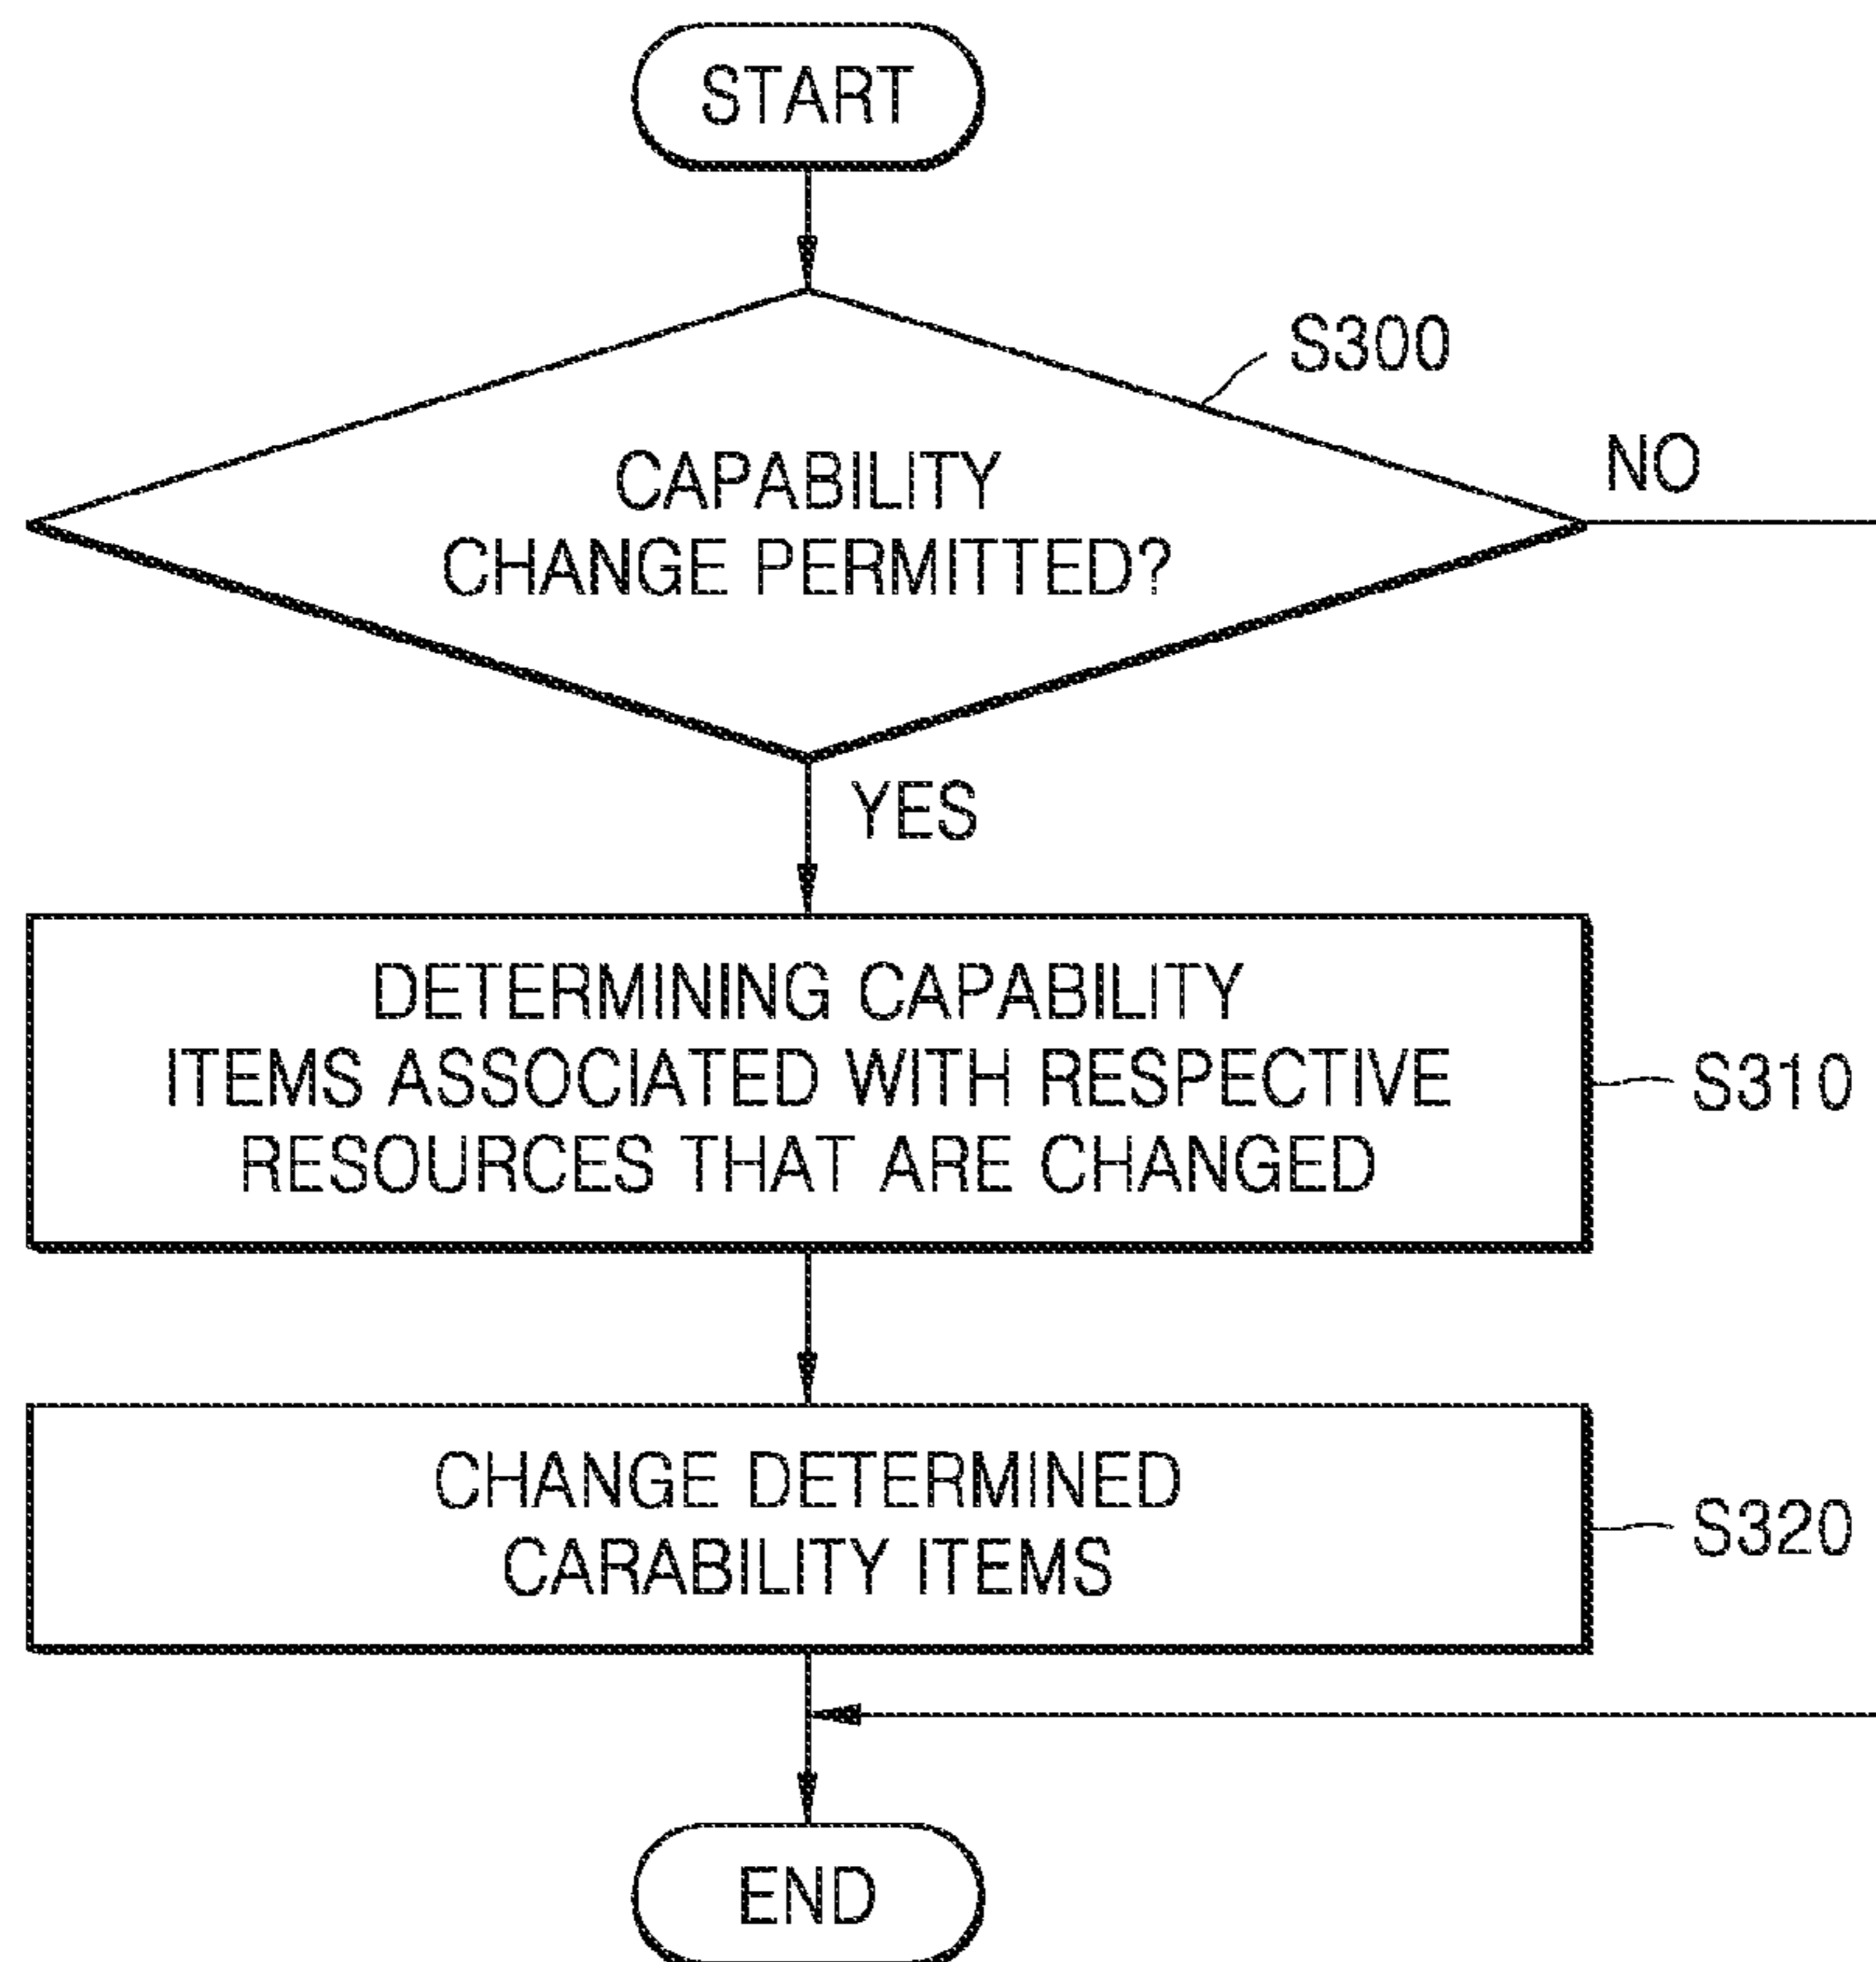 START
S300
NO
CAPABILITY
CHANGE PERMITTED?
YES
DETERMINING CAPABILITY
ITEMS ASSOCIATED WITH RESPECTIVE
RESOURCES THAT ARE CHANGED
S310
CHANGE DETERMINED
CARABILITY ITEMS
S320
END